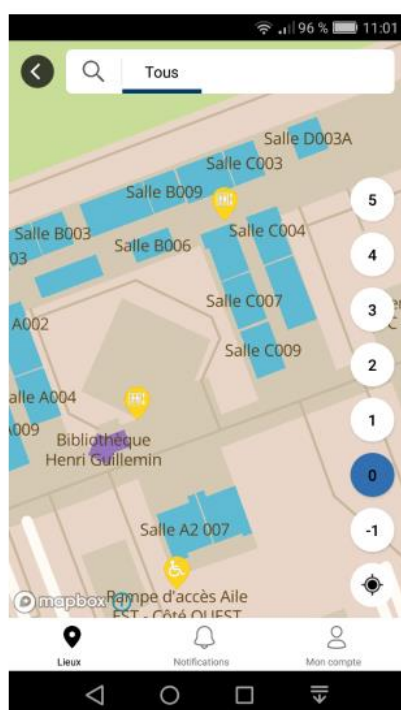 96 % 11:01
Tous
Salle D003A
Salle C003
Salle B009
5
Salle B003
Salle C004
03
Salle B006
4
Salle C007
3
A002
Salle C009
2
alle A004
1
A009
Bibliothèque
Henri Guillemin
0
Salle A2 007
-1
mapbox
Rampe d'accès Aile
EST - Côté OUEST
Lieux
Notifications
Mon compte